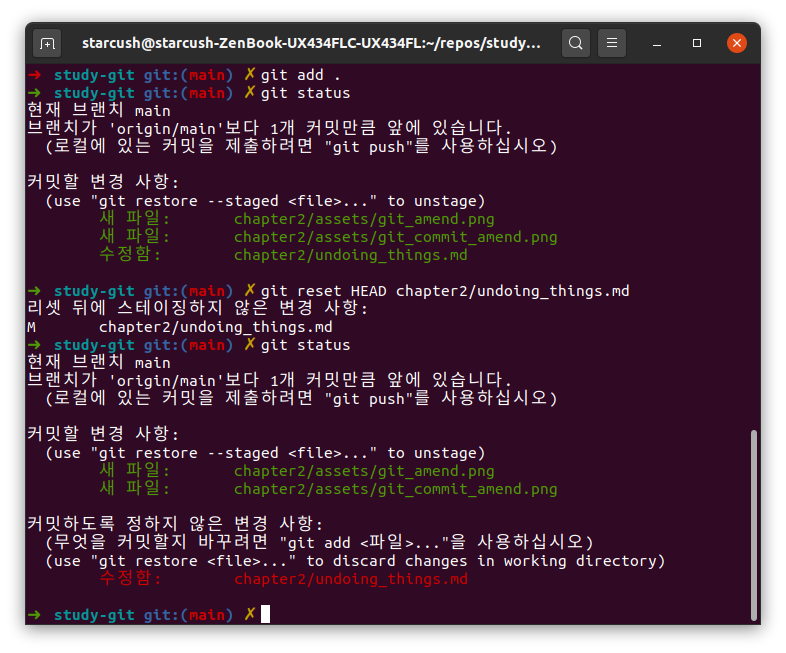 starcush@starcush-ZenBook-UX434FLC-UX434FL:~/repos/study...
➜  study-git git:(main) ✗ git add .
➜  study-git git:(main) ✗ git status
현재 브랜치 main
브랜치가 'origin/main'보다 1개 커밋만큼 앞에 있습니다.
  (로컬에 있는 커밋을 제출하려면 "git push"를 사용하십시오)
커밋할 변경 사항:
  (use "git restore --staged <file>..." to unstage)
        새 파일:       chapter2/assets/git_amend.png
        새 파일:       chapter2/assets/git_commit_amend.png
        수정함:        chapter2/undoing_things.md
➜  study-git git:(main) ✗ git reset HEAD chapter2/undoing_things.md
리셋 뒤에 스테이징하지 않은 변경 사항:
M       chapter2/undoing_things.md
➜  study-git git:(main) ✗ git status
현재 브랜치 main
브랜치가 'origin/main'보다 1개 커밋만큼 앞에 있습니다.
  (로컬에 있는 커밋을 제출하려면 "git push"를 사용하십시오)
커밋할 변경 사항:
  (use "git restore --staged <file>..." to unstage)
        새 파일:       chapter2/assets/git_amend.png
        새 파일:       chapter2/assets/git_commit_amend.png
커밋하도록 정하지 않은 변경 사항:
  (무엇을 커밋할지 바꾸려면 "git add <파일>..."을 사용하십시오)
  (use "git restore <file>..." to discard changes in working directory)
        수정함:        chapter2/undoing_things.md
➜  study-git git:(main) ✗